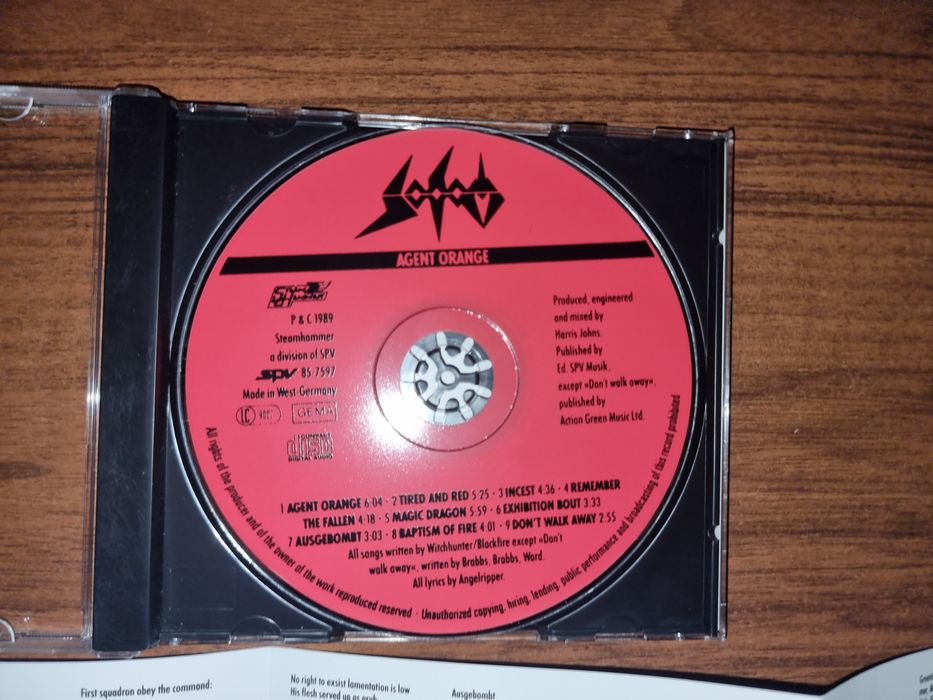 SODOM
AGENT ORANGE
P & C 1989
Steamhammer
a division of SPV
SPV 85-7597
Made in West-Germany
LC
GEMA
COMPACT
disc
DIGITAL AUDIO
Produced, engineered
and mixed by
Harris Johns.
Published by
Ed. SPV Musik,
except »Don't walk away«,
published by
Action Green Music Ltd.
1 AGENT ORANGE 6:04 · 2 TIRED AND RED 5:25 · 3 INCEST 4:36 · 4 REMEMBER
THE FALLEN 4:18 · 5 MAGIC DRAGON 5:59 · 6 EXHIBITION BOUT 3:33
7 AUSGEBOMBT 3:03 · 8 BAPTISM OF FIRE 4:01 · 9 DON'T WALK AWAY 2:55
All songs written by Witchhunter/Blackfire except »Don't
walk away«, written by Brabbs, Brabbs, Ward.
All lyrics by Angelripper.
All rights of the producer and of the owner of the work reproduced reserved · Unauthorized copying, hiring, lending, public performance and broadcasting of this record prohibited
First squadron obey the command:
No right to exsist lamentation is low
His flesh served up as grub
Ausgebombt